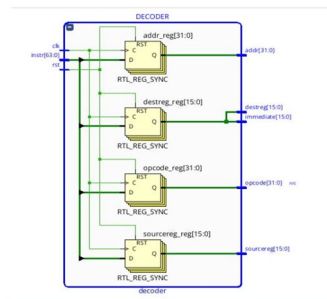 DECODER
addr_reg[31:0]
clk
instr[63:0]
rst
RST
C
D
Q
addr[31:0]
RTL_REG_SYNC
destreg_reg[15:0]
RST
C
D
Q
destreg[15:0]
immediate[15:0]
RTL_REG_SYNC
opcode_reg[31:0]
RST
C
D
Q
opcode[31:0]
RTL_REG_SYNC
sourcereg_reg[15:0]
RST
C
D
Q
sourcereg[15:0]
RTL_REG_SYNC
decoder